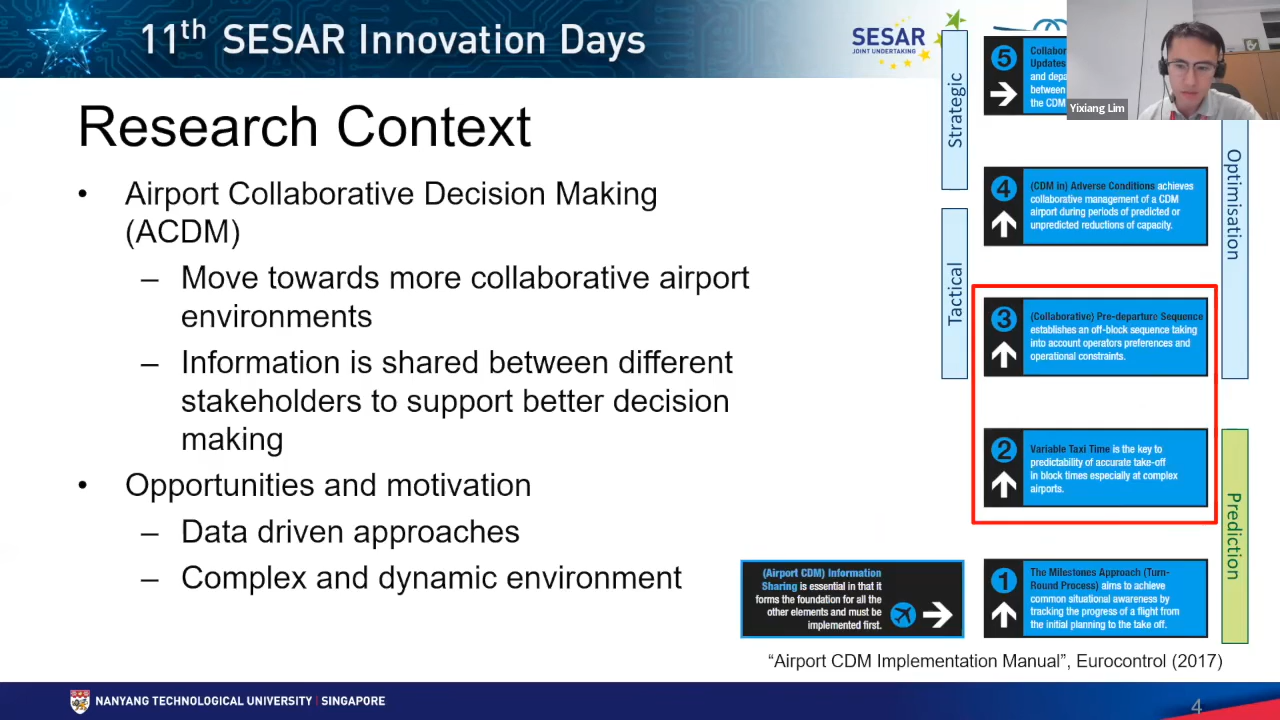 11th SESAR Innovation Days
SESAR
JOINT UNDERTAKING
Yixiang Lim
Research Context
• Airport Collaborative Decision Making
(ACDM)
– Move towards more collaborative airport
environments
– Information is shared between different
stakeholders to support better decision
making
• Opportunities and motivation
– Data driven approaches
– Complex and dynamic environment
Strategic
Tactical
Optimisation
Prediction
5
Updates
and
between
the CDM
4
(CDM in) Adverse Conditions achieves
collaborative management of a CDM
airport during periods of predicted or
unpredicted reductions of capacity.
3
(Collaborative) Pre-departure Sequence
establishes an off-block sequence taking
into account operators preferences and
operational constraints.
2
Variable Taxi Time is the key to
predictability of accurate take-off
in block times especially at complex
airports.
(Airport CDM) Information
Sharing is essential in that it
forms the foundation for all the
other elements and must be
implemented first.
1
The Milestones Approach (Turn-
Round Process) aims to achieve
common situational awareness by
tracking the progress of a flight from
the initial planning to the take off.
“Airport CDM Implementation Manual”, Eurocontrol (2017)
NANYANG TECHNOLOGICAL UNIVERSITY | SINGAPORE
4